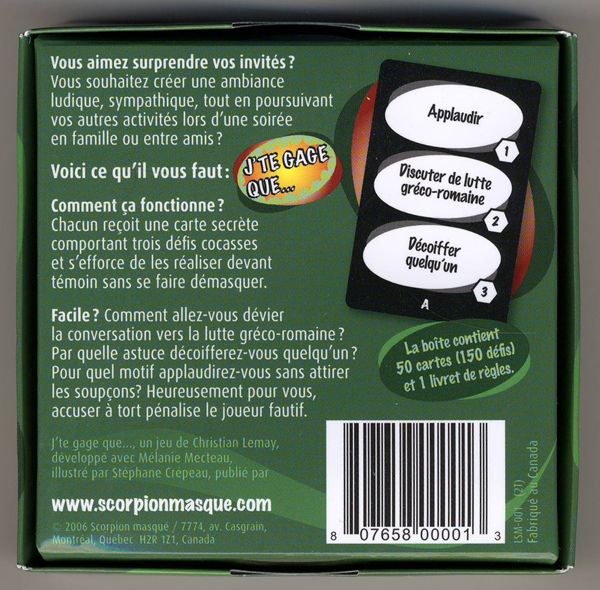 Vous aimez surprendre vos invités ?
Vous souhaitez créer une ambiance
ludique, sympathique, tout en poursuivant
vos autres activités lors d'une soirée
en famille ou entre amis ?
Voici ce qu'il vous faut :
J'TE GAGE
QUE...
Comment ça fonctionne ?
Chacun reçoit une carte secrète
comportant trois défis cocasses
et s'efforce de les réaliser devant
témoin sans se faire démasquer.
Facile ? Comment allez-vous dévier
la conversation vers la lutte gréco-romaine ?
Par quelle astuce décoifferez-vous quelqu'un ?
Pour quel motif applaudirez-vous sans attirer
les soupçons? Heureusement pour vous,
accuser à tort pénalise le joueur fautif.
Applaudir
1
Discuter de lutte
gréco-romaine
2
Décoiffer
quelqu'un
3
A
La boîte contient
50 cartes (150 défis)
et 1 livret de règles.
J'te gage que..., un jeu de Christian Lemay,
développé avec Mélanie Mecteau,
illustré par Stéphane Crépeau, publié par
www.scorpionmasque.com
© 2006 Scorpion masqué / 7774, av. Casgrain,
Montréal, Québec H2R 1Z1, Canada
8 07658 00001 3
LSM-001 (2T)
Fabriqué au Canada